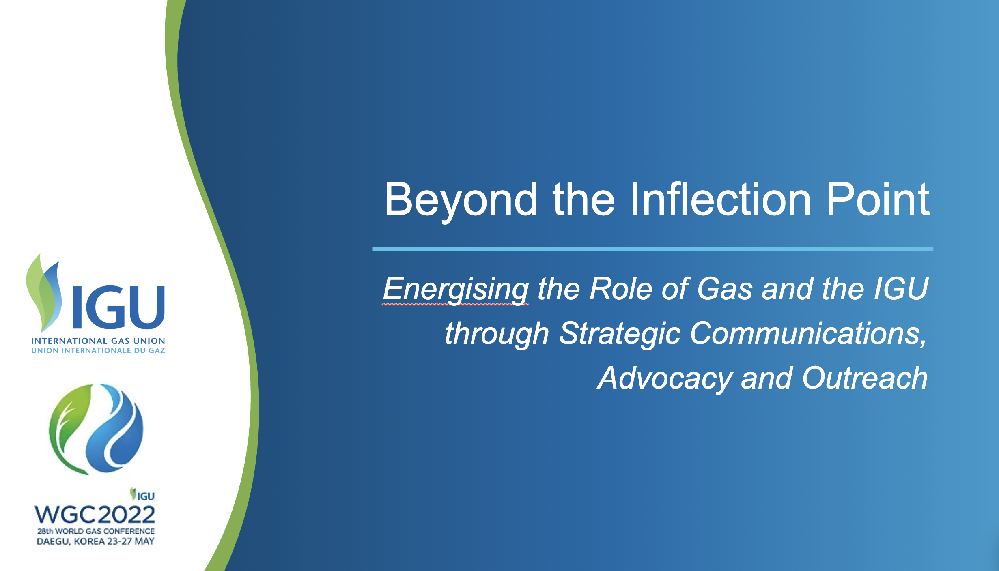 Beyond the Inflection Point
Energising the Role of Gas and the IGU
through Strategic Communications,
Advocacy and Outreach
IGU
INTERNATIONAL GAS UNION
UNION INTERNATIONALE DU GAZ
IGU
WGC2022
28th WORLD GAS CONFERENCE
DAEGU, KOREA 23-27 MAY